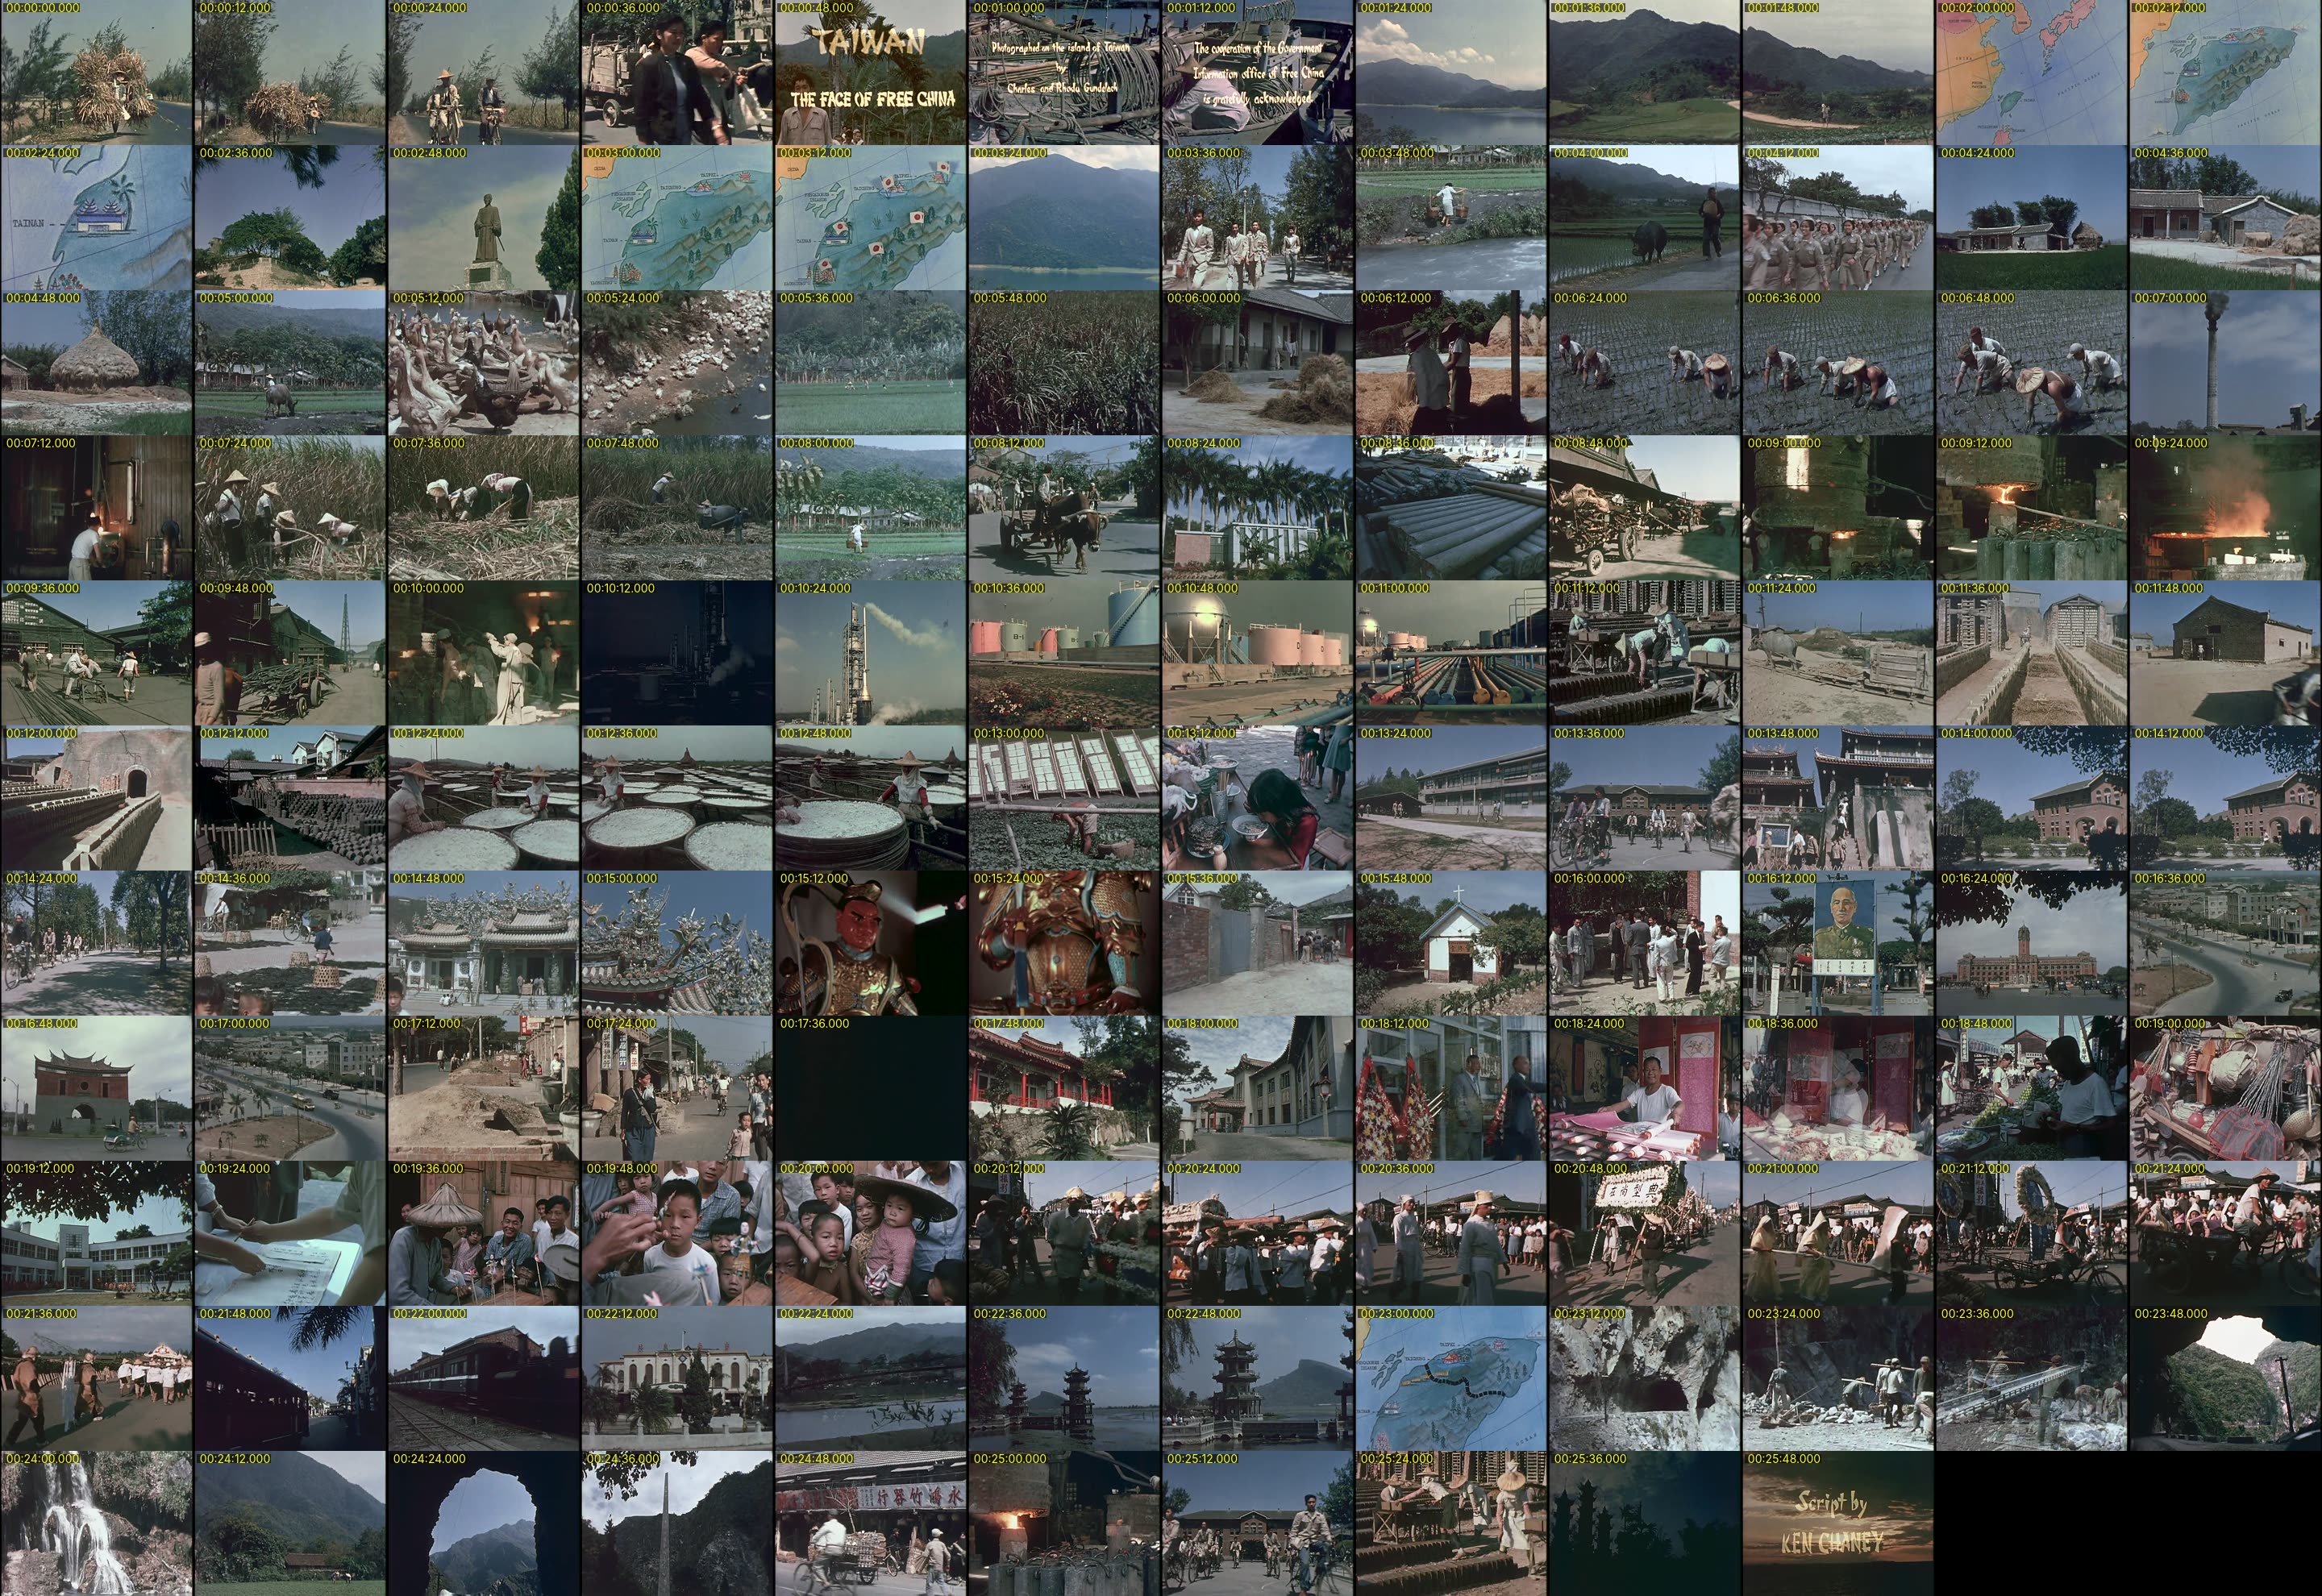 00:00:00.000 00:00:12.000 00:00:24.000 00:00:36.000 00:00:48.000 00:01:00.000 00:01:12.000 00:01:24.000 00:01:36.000 00:01:48.000 00:02:00.000 00:02:12.000
TAIWAN
THE FACE OF FREE CHINA
Photographed on the island of Taiwan
by
Charles and Rhoda Gundelach
The cooperation of the Government
Information office of Free China
is gratefully acknowledged.
00:02:24.000 00:02:36.000 00:02:48.000 00:03:00.000 00:03:12.000 00:03:24.000 00:03:36.000 00:03:48.000 00:04:00.000 00:04:12.000 00:04:24.000 00:04:36.000
TAINAN
00:04:48.000 00:05:00.000 00:05:12.000 00:05:24.000 00:05:36.000 00:05:48.000 00:06:00.000 00:06:12.000 00:06:24.000 00:06:36.000 00:06:48.000 00:07:00.000
00:07:12.000 00:07:24.000 00:07:36.000 00:07:48.000 00:08:00.000 00:08:12.000 00:08:24.000 00:08:36.000 00:08:48.000 00:09:00.000 00:09:12.000 00:09:24.000
00:09:36.000 00:09:48.000 00:10:00.000 00:10:12.000 00:10:24.000 00:10:36.000 00:10:48.000 00:11:00.000 00:11:12.000 00:11:24.000 00:11:36.000 00:11:48.000
00:12:00.000 00:12:12.000 00:12:24.000 00:12:36.000 00:12:48.000 00:13:00.000 00:13:12.000 00:13:24.000 00:13:36.000 00:13:48.000 00:14:00.000 00:14:12.000
00:14:24.000 00:14:36.000 00:14:48.000 00:15:00.000 00:15:12.000 00:15:24.000 00:15:36.000 00:15:48.000 00:16:00.000 00:16:12.000 00:16:24.000 00:16:36.000
00:16:48.000 00:17:00.000 00:17:12.000 00:17:24.000 00:17:36.000 00:17:48.000 00:18:00.000 00:18:12.000 00:18:24.000 00:18:36.000 00:18:48.000 00:19:00.000
00:19:12.000 00:19:24.000 00:19:36.000 00:19:48.000 00:20:00.000 00:20:12.000 00:20:24.000 00:20:36.000 00:20:48.000 00:21:00.000 00:21:12.000 00:21:24.000
00:21:36.000 00:21:48.000 00:22:00.000 00:22:12.000 00:22:24.000 00:22:36.000 00:22:48.000 00:23:00.000 00:23:12.000 00:23:24.000 00:23:36.000 00:23:48.000
00:24:00.000 00:24:12.000 00:24:24.000 00:24:36.000 00:24:48.000 00:25:00.000 00:25:12.000 00:25:24.000 00:25:36.000 00:25:48.000
行器竹
Script by
KEN CHANEY